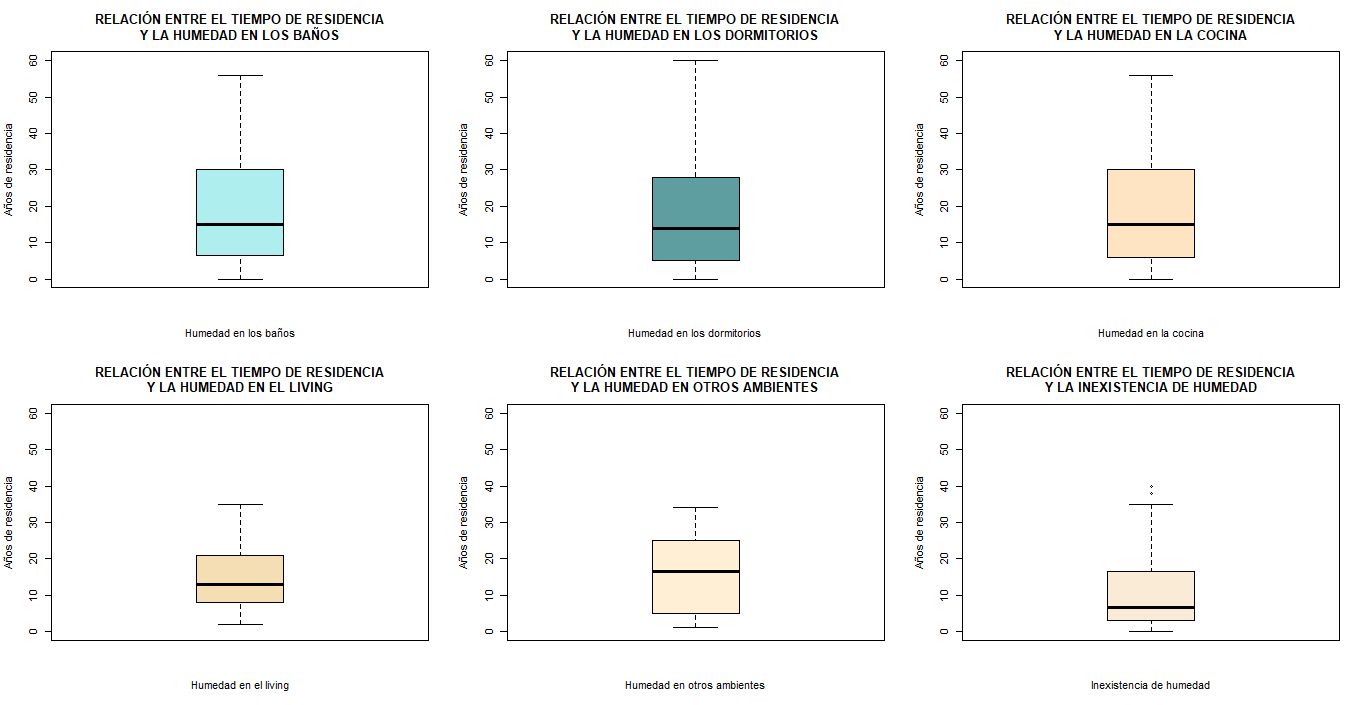 RELACIÓN ENTRE EL TIEMPO DE RESIDENCIA
Y LA HUMEDAD EN LOS BAÑOS
Años de residencia
0 10 20 30 40 50 60
Humedad en los baños
RELACIÓN ENTRE EL TIEMPO DE RESIDENCIA
Y LA HUMEDAD EN LOS DORMITORIOS
Años de residencia
0 10 20 30 40 50 60
Humedad en los dormitorios
RELACIÓN ENTRE EL TIEMPO DE RESIDENCIA
Y LA HUMEDAD EN LA COCINA
Años de residencia
0 10 20 30 40 50 60
Humedad en la cocina
RELACIÓN ENTRE EL TIEMPO DE RESIDENCIA
Y LA HUMEDAD EN EL LIVING
Años de residencia
0 10 20 30 40 50 60
Humedad en el living
RELACIÓN ENTRE EL TIEMPO DE RESIDENCIA
Y LA HUMEDAD EN OTROS AMBIENTES
Años de residencia
0 10 20 30 40 50 60
Humedad en otros ambientes
RELACIÓN ENTRE EL TIEMPO DE RESIDENCIA
Y LA INEXISTENCIA DE HUMEDAD
Años de residencia
0 10 20 30 40 50 60
Inexistencia de humedad